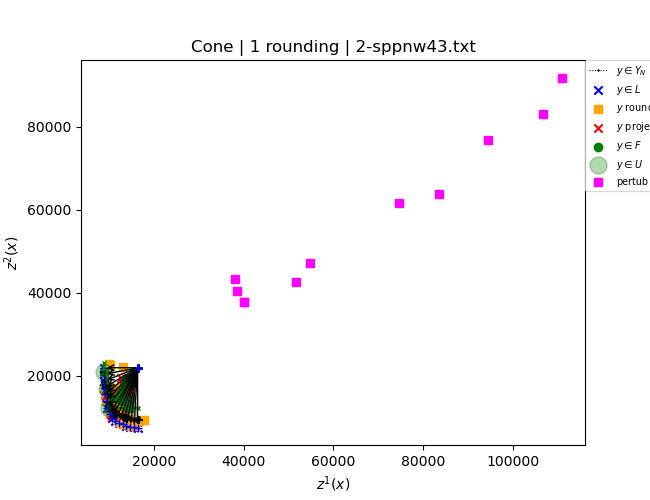 Cone | 1 rounding | 2-sppnw43.txt
z²(x)
80000
60000
40000
20000
20000
40000
60000
80000
100000
z¹(x)
y ∈ Y_N
y ∈ L
y roun
y proje
y ∈ F
y ∈ U
pertub